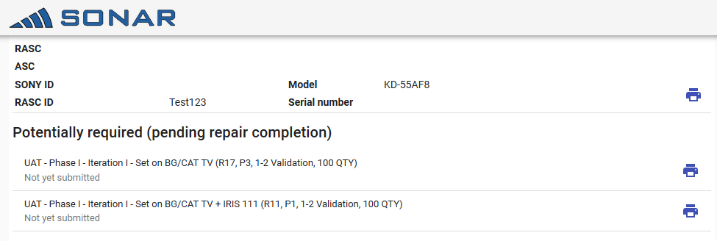 SONAR
RASC
ASC
SONY ID Model KD-55AF8
RASC ID Test123 Serial number
Potentially required (pending repair completion)
UAT - Phase I - Iteration I - Set on BG/CAT TV (R17, P3, 1-2 Validation, 100 QTY)
Not yet submitted
UAT - Phase I - Iteration I - Set on BG/CAT TV + IRIS 111 (R11, P1, 1-2 Validation, 100 QTY)
Not yet submitted